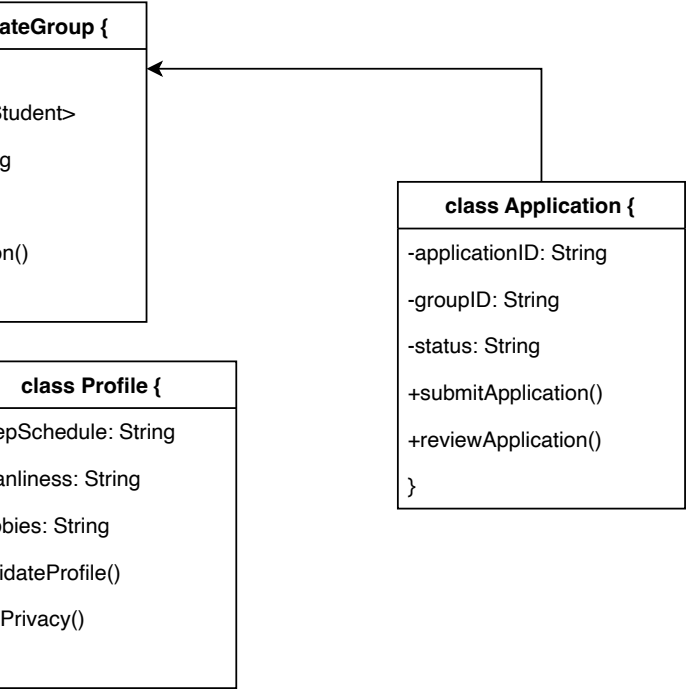 ateGroup {
Student>
g
on()
class Application {
-applicationID: String
-groupID: String
-status: String
+submitApplication()
+reviewApplication()
}
class Profile {
epSchedule: String
anliness: String
bies: String
idateProfile()
Privacy()